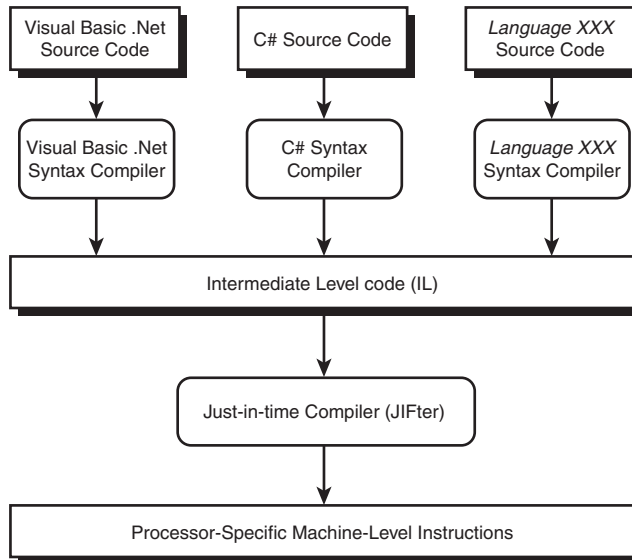 Visual Basic .Net
Source Code
C# Source Code
Language XXX
Source Code
Visual Basic .Net
Syntax Compiler
C# Syntax
Compiler
Language XXX
Syntax Compiler
Intermediate Level code (IL)
Just-in-time Compiler (JIFter)
Processor-Specific Machine-Level Instructions